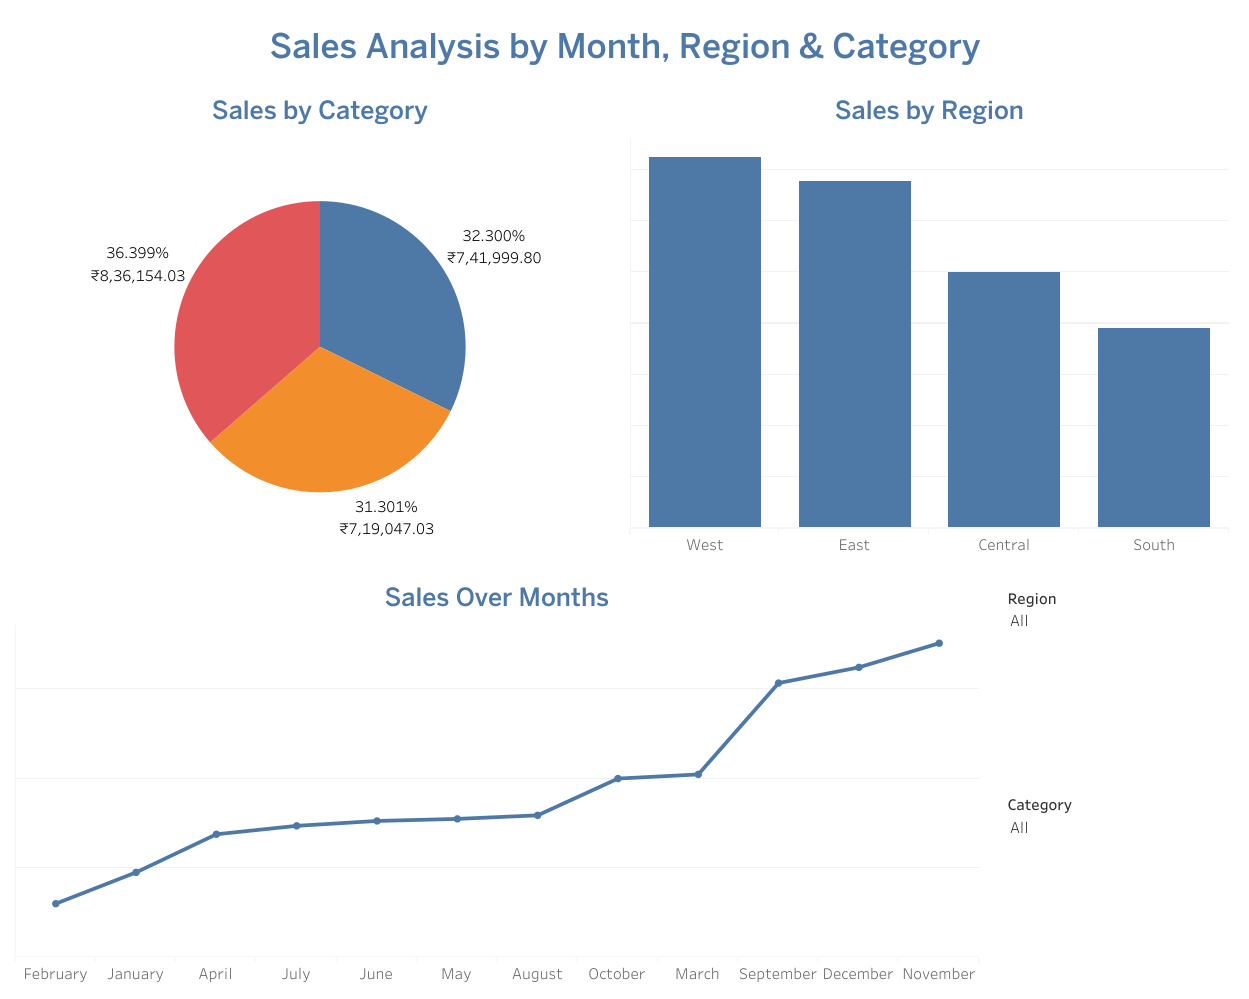 Sales Analysis by Month, Region & Category
Sales by Category
36.399%
₹8,36,154.03
32.300%
₹7,41,999.80
31.301%
₹7,19,047.03
Sales by Region
West East Central South
Sales Over Months
February January April July June May August October March September December November
Region
All
Category
All